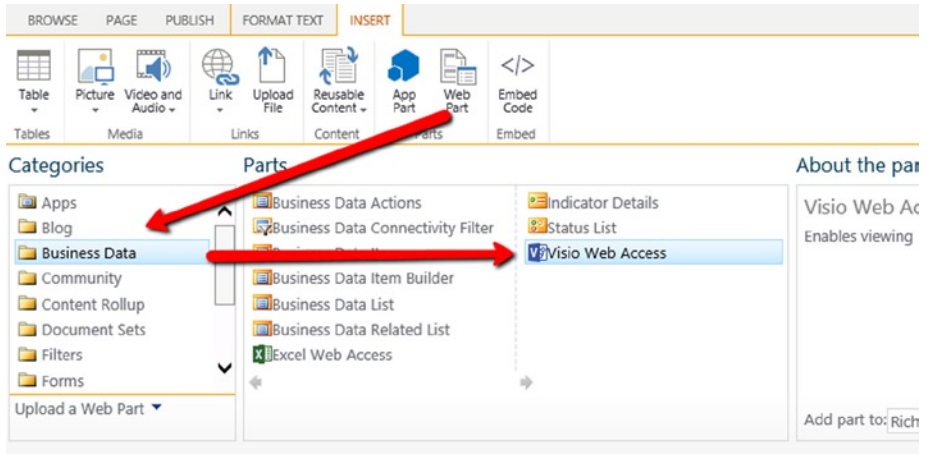 BROWSE PAGE PUBLISH FORMAT TEXT INSERT
Table Picture Video and Audio Link Upload File Reusable Content App Part Web Part Embed Code
Tables Media Links Content Parts Embed
Categories
Apps
Blog
Business Data
Community
Content Rollup
Document Sets
Filters
Forms
Upload a Web Part
Parts
Business Data Actions
Business Data Connectivity Filter
Business Data Item Builder
Business Data List
Business Data Related List
Excel Web Access
Indicator Details
Status List
Visio Web Access
About the par
Visio Web Ac
Enables viewing
Add part to: Rich